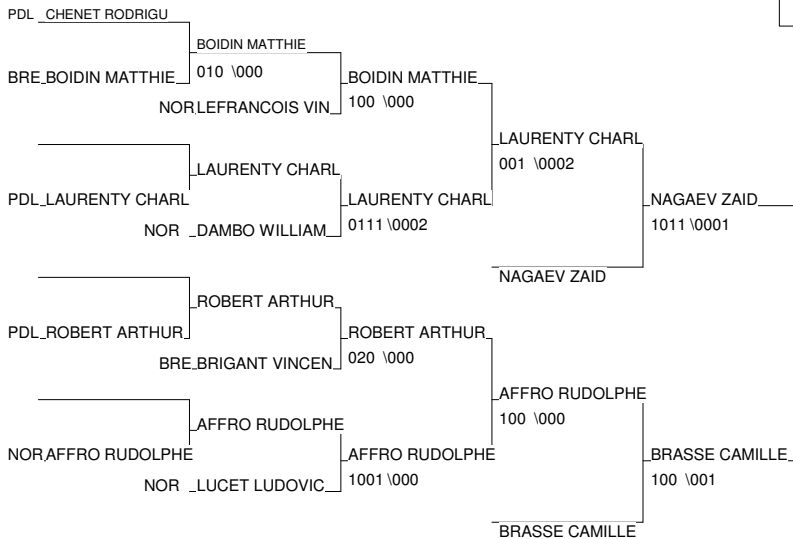 PDL CHENET RODRIGU
BOIDIN MATTHIE
010 \000
BRE BOIDIN MATTHIE
BOIDIN MATTHIE
100 \000
NOR LEFRANCOIS VIN
LAURENTY CHARL
001 \0002
LAURENTY CHARL
PDL LAURENTY CHARL
LAURENTY CHARL
0111 \0002
NAGAEV ZAID
1011 \0001
NOR DAMBO WILLIAM
NAGAEV ZAID
ROBERT ARTHUR
PDL ROBERT ARTHUR
ROBERT ARTHUR
020 \000
BRE BRIGANT VINCEN
AFFRO RUDOLPHE
100 \000
AFFRO RUDOLPHE
NOR AFFRO RUDOLPHE
AFFRO RUDOLPHE
1001 \000
BRASSE CAMILLE
100 \001
NOR LUCET LUDOVIC
BRASSE CAMILLE